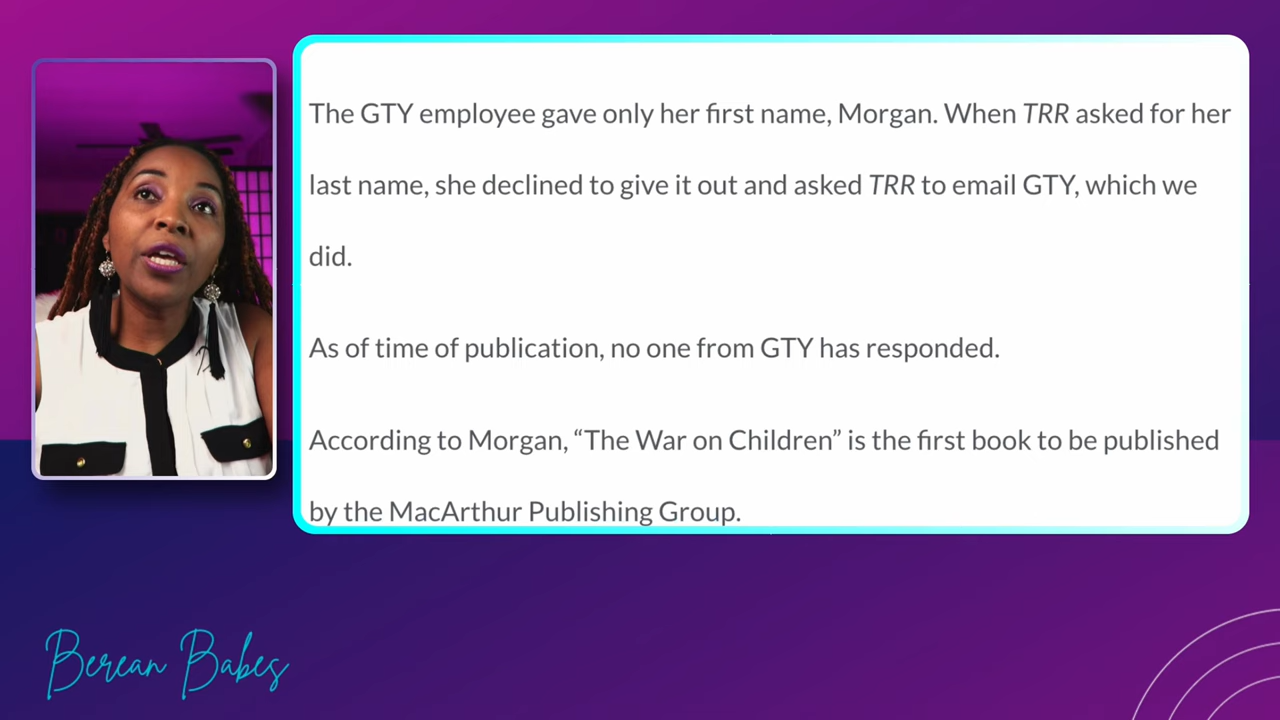 The GTY employee gave only her first name, Morgan. When TRR asked for her
last name, she declined to give it out and asked TRR to email GTY, which we
did.
As of time of publication, no one from GTY has responded.
According to Morgan, “The War on Children” is the first book to be published
by the MacArthur Publishing Group.
Berean Babes